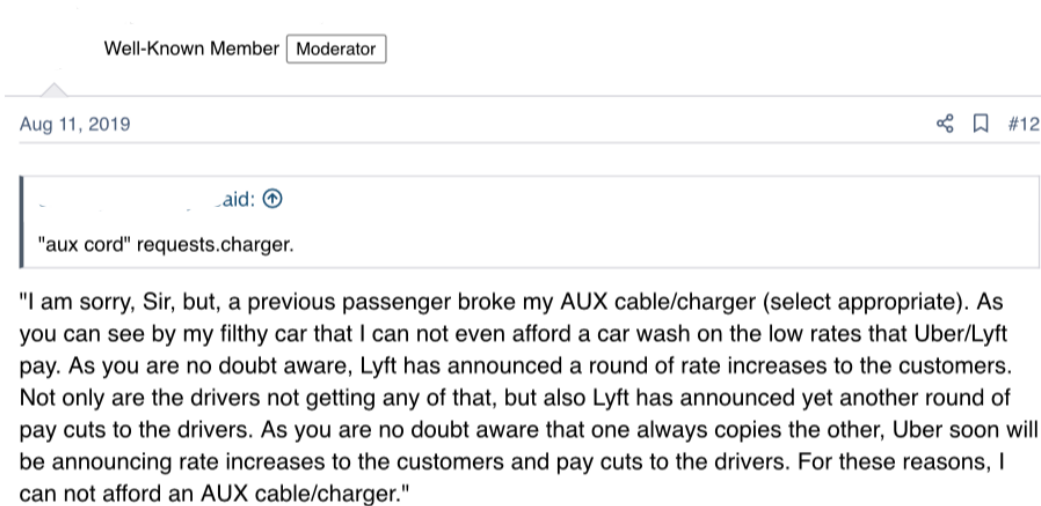 Well-Known Member Moderator
Aug 11, 2019 #12
aid:
"aux cord" requests.charger.
"I am sorry, Sir, but, a previous passenger broke my AUX cable/charger (select appropriate). As
you can see by my filthy car that I can not even afford a car wash on the low rates that Uber/Lyft
pay. As you are no doubt aware, Lyft has announced a round of rate increases to the customers.
Not only are the drivers not getting any of that, but also Lyft has announced yet another round of
pay cuts to the drivers. As you are no doubt aware that one always copies the other, Uber soon will
be announcing rate increases to the customers and pay cuts to the drivers. For these reasons, I
can not afford an AUX cable/charger."